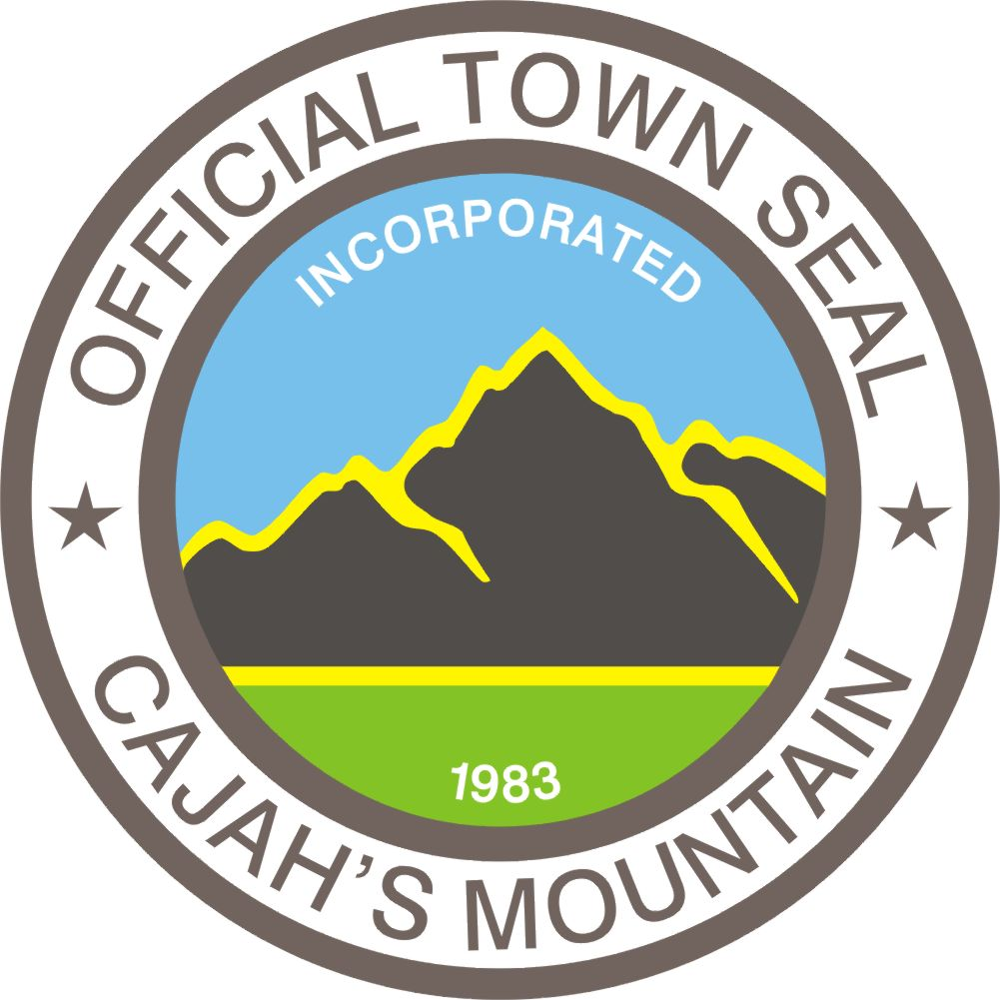 OFFICIAL TOWN SEAL
INCORPORATED
1983
CAJAH’S MOUNTAIN